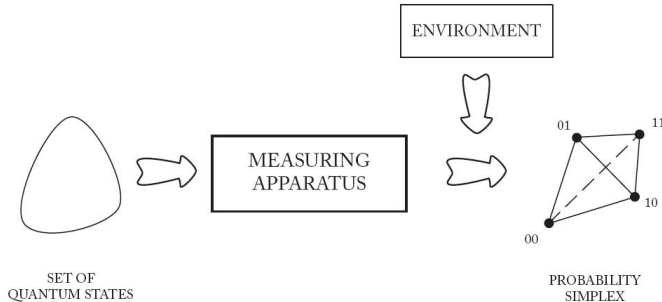 ENVIRONMENT
01
11
MEASURING
APPARATUS
10
00
SET OF
QUANTUM STATES
PROBABILITY
SIMPLEX